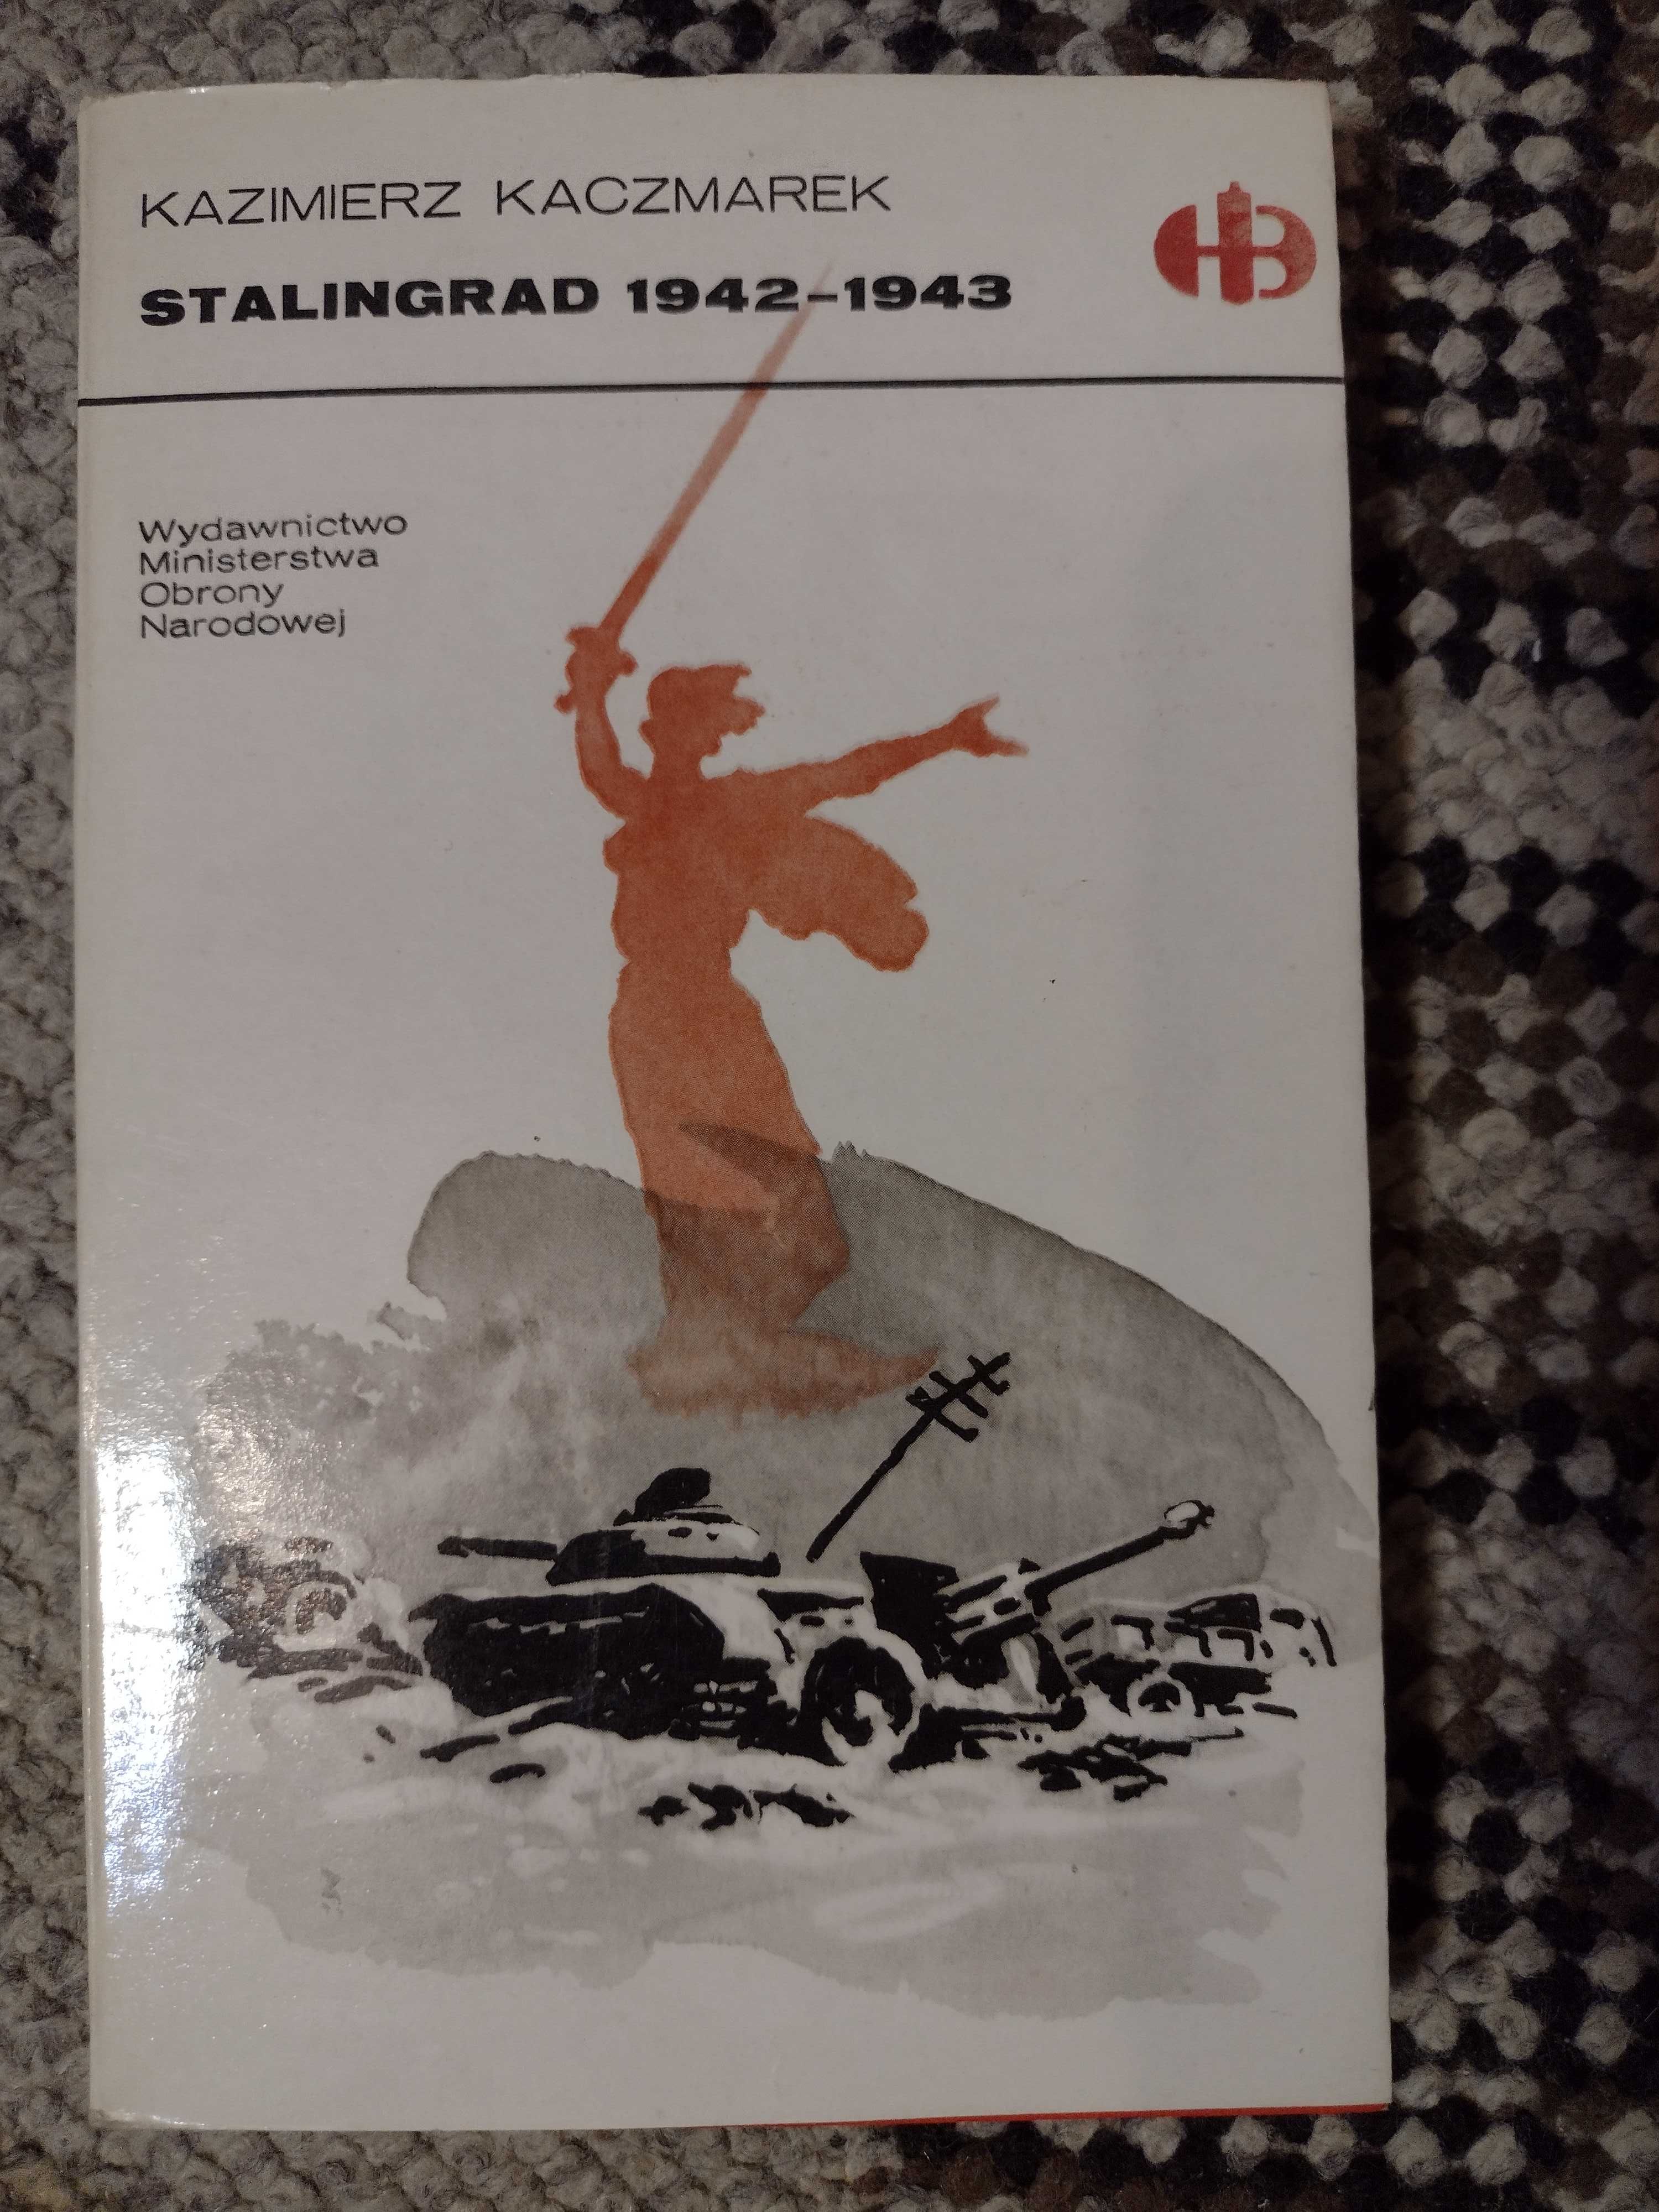 KAZIMIERZ KACZMAREK
HB
STALINGRAD 1942–1943
Wydawnictwo
Ministerstwa
Obrony
Narodowej